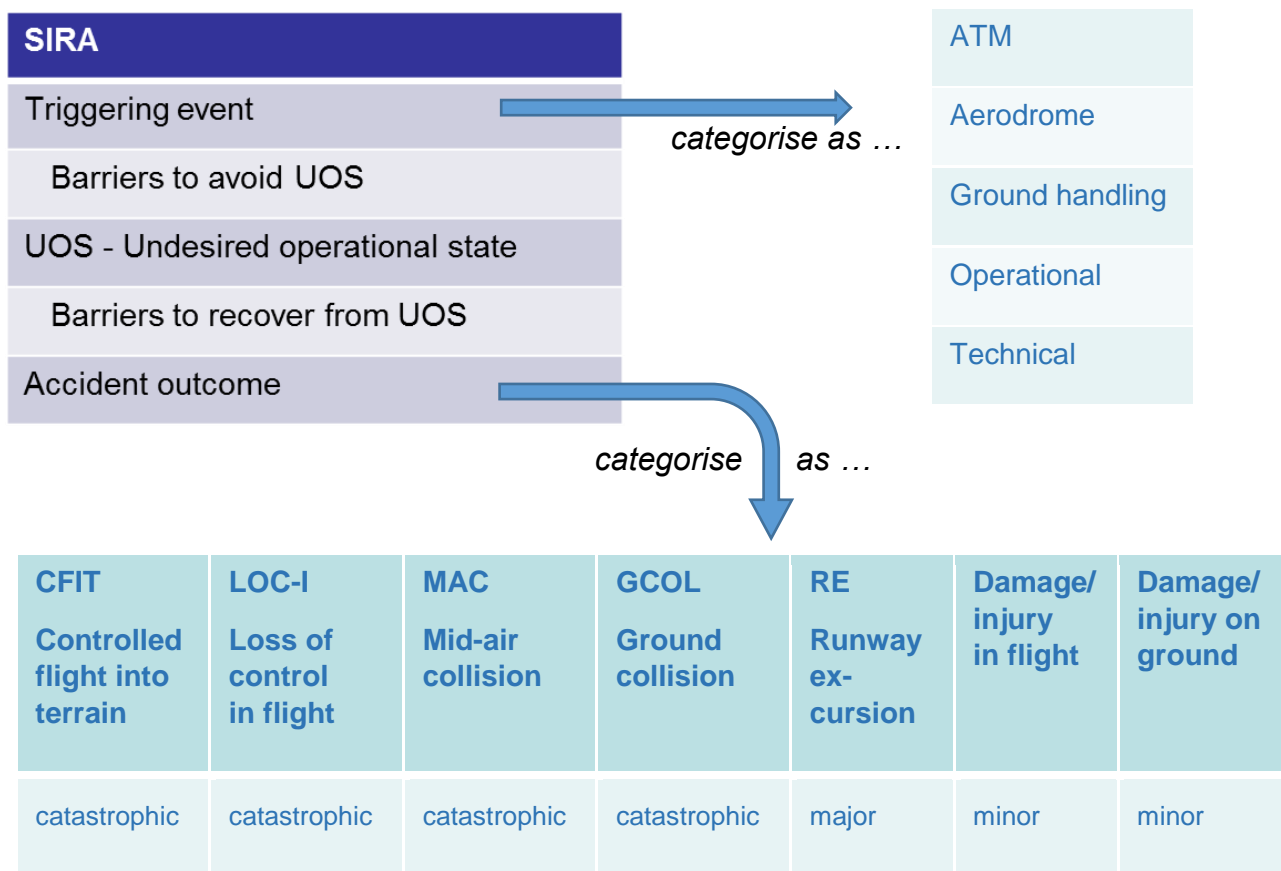 SIRA
Triggering event
Barriers to avoid UOS
UOS - Undesired operational state
Barriers to recover from UOS
Accident outcome
categorise as …
ATM
Aerodrome
Ground handling
Operational
Technical
categorise as …
CFIT
Controlled
flight into
terrain
LOC-I
Loss of
control
in flight
MAC
Mid-air
collision
GCOL
Ground
collision
RE
Runway
ex-
cursion
Damage/
injury
in flight
Damage/
injury on
ground
catastrophic
catastrophic
catastrophic
catastrophic
major
minor
minor